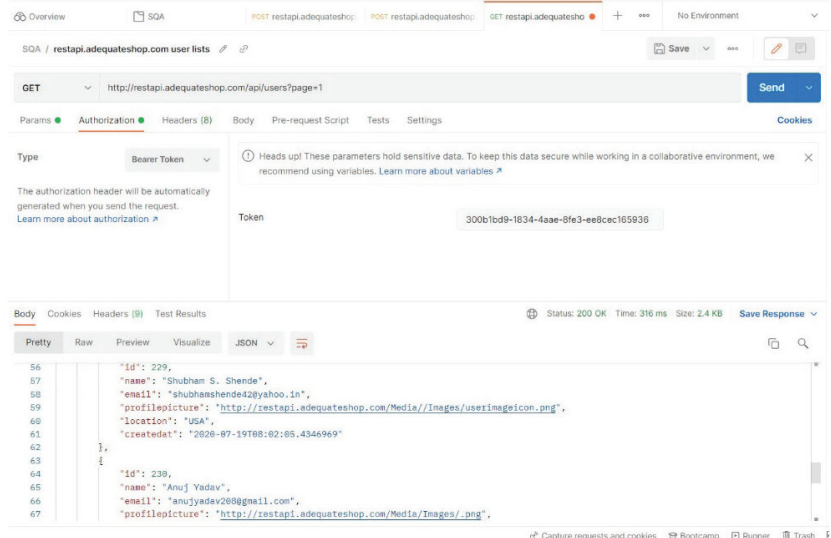 Overview
SQA
POST restapi.adequateshop
POST restapi.adequateshop
GET restapi.adequatesho
No Environment
SQA / restapi.adequateshop.com user lists
Save
GET
http://restapi.adequateshop.com/api/users?page=1
Send
Params
Authorization
Headers (8)
Body
Pre-request Script
Tests
Settings
Cookies
Type
Bearer Token
Heads up! These parameters hold sensitive data. To keep this data secure while working in a collaborative environment, we
recommend using variables. Learn more about variables
The authorization header will be automatically
generated when you send the request.
Learn more about authorization
Token
300b1bd9-1834-4aae-8fe3-ee8cec165936
Body Cookies Headers (9) Test Results
Status: 200 OK Time: 316 ms Size: 2.4 KB Save Response
Pretty Raw Preview Visualize JSON
56 "id": 229,
57 "name": "Shubham S. Shende",
58 "email": "shubhamshende42@yahoo.in",
59 "profilepicture": "http://restapi.adequateshop.com/Media//Images/userimageicon.png",
60 "location": "USA",
61 "createdat": "2020-07-19T08:02:05.4346969"
62 },
63 {
64 "id": 230,
65 "name": "Anuj Yadav",
66 "email": "anujyadav208@gmail.com",
67 "profilepicture": "http://restapi.adequateshop.com/Media/Images/.png",
Capture requests and cookies Bootcamp Runner Trash